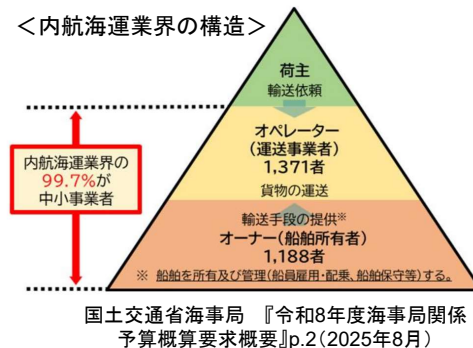 ＜内航海運業界の構造＞
荷主
輸送依頼
オペレーター
(運送事業者)
1,371者
貨物の運送
内航海運業界の
99.7%が
中小事業者
輸送手段の提供※
オーナー(船舶所有者)
1,188者
※ 船舶を所有及び管理(船員雇用・配乗、船舶保守等)する。
国土交通省海事局 『令和8年度海事局関係
予算概算要求概要』p.2(2025年8月)